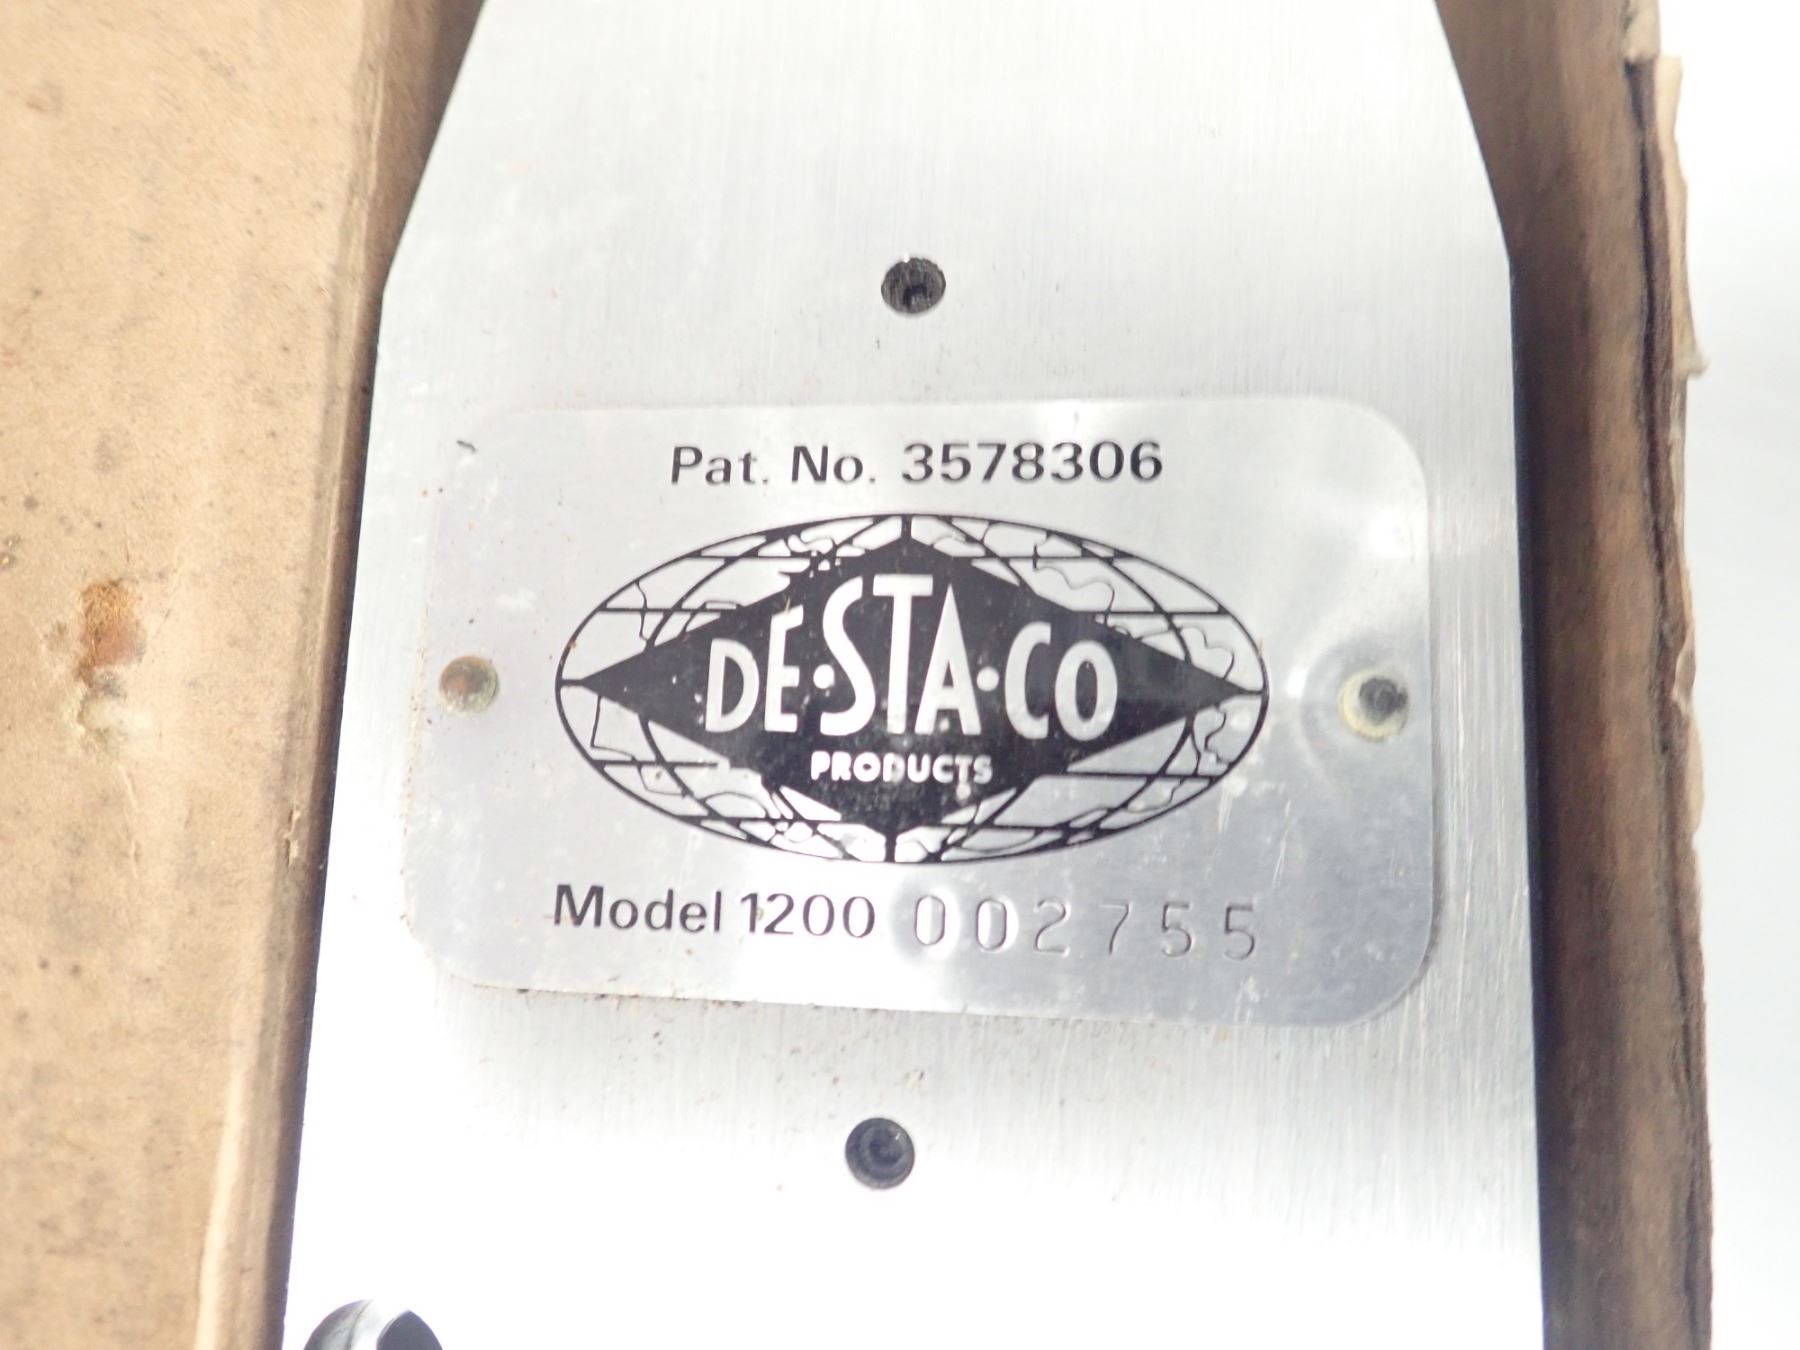 Pat. No. 3578306
DE·STA·CO
PRODUCTS
Model 1200 002755